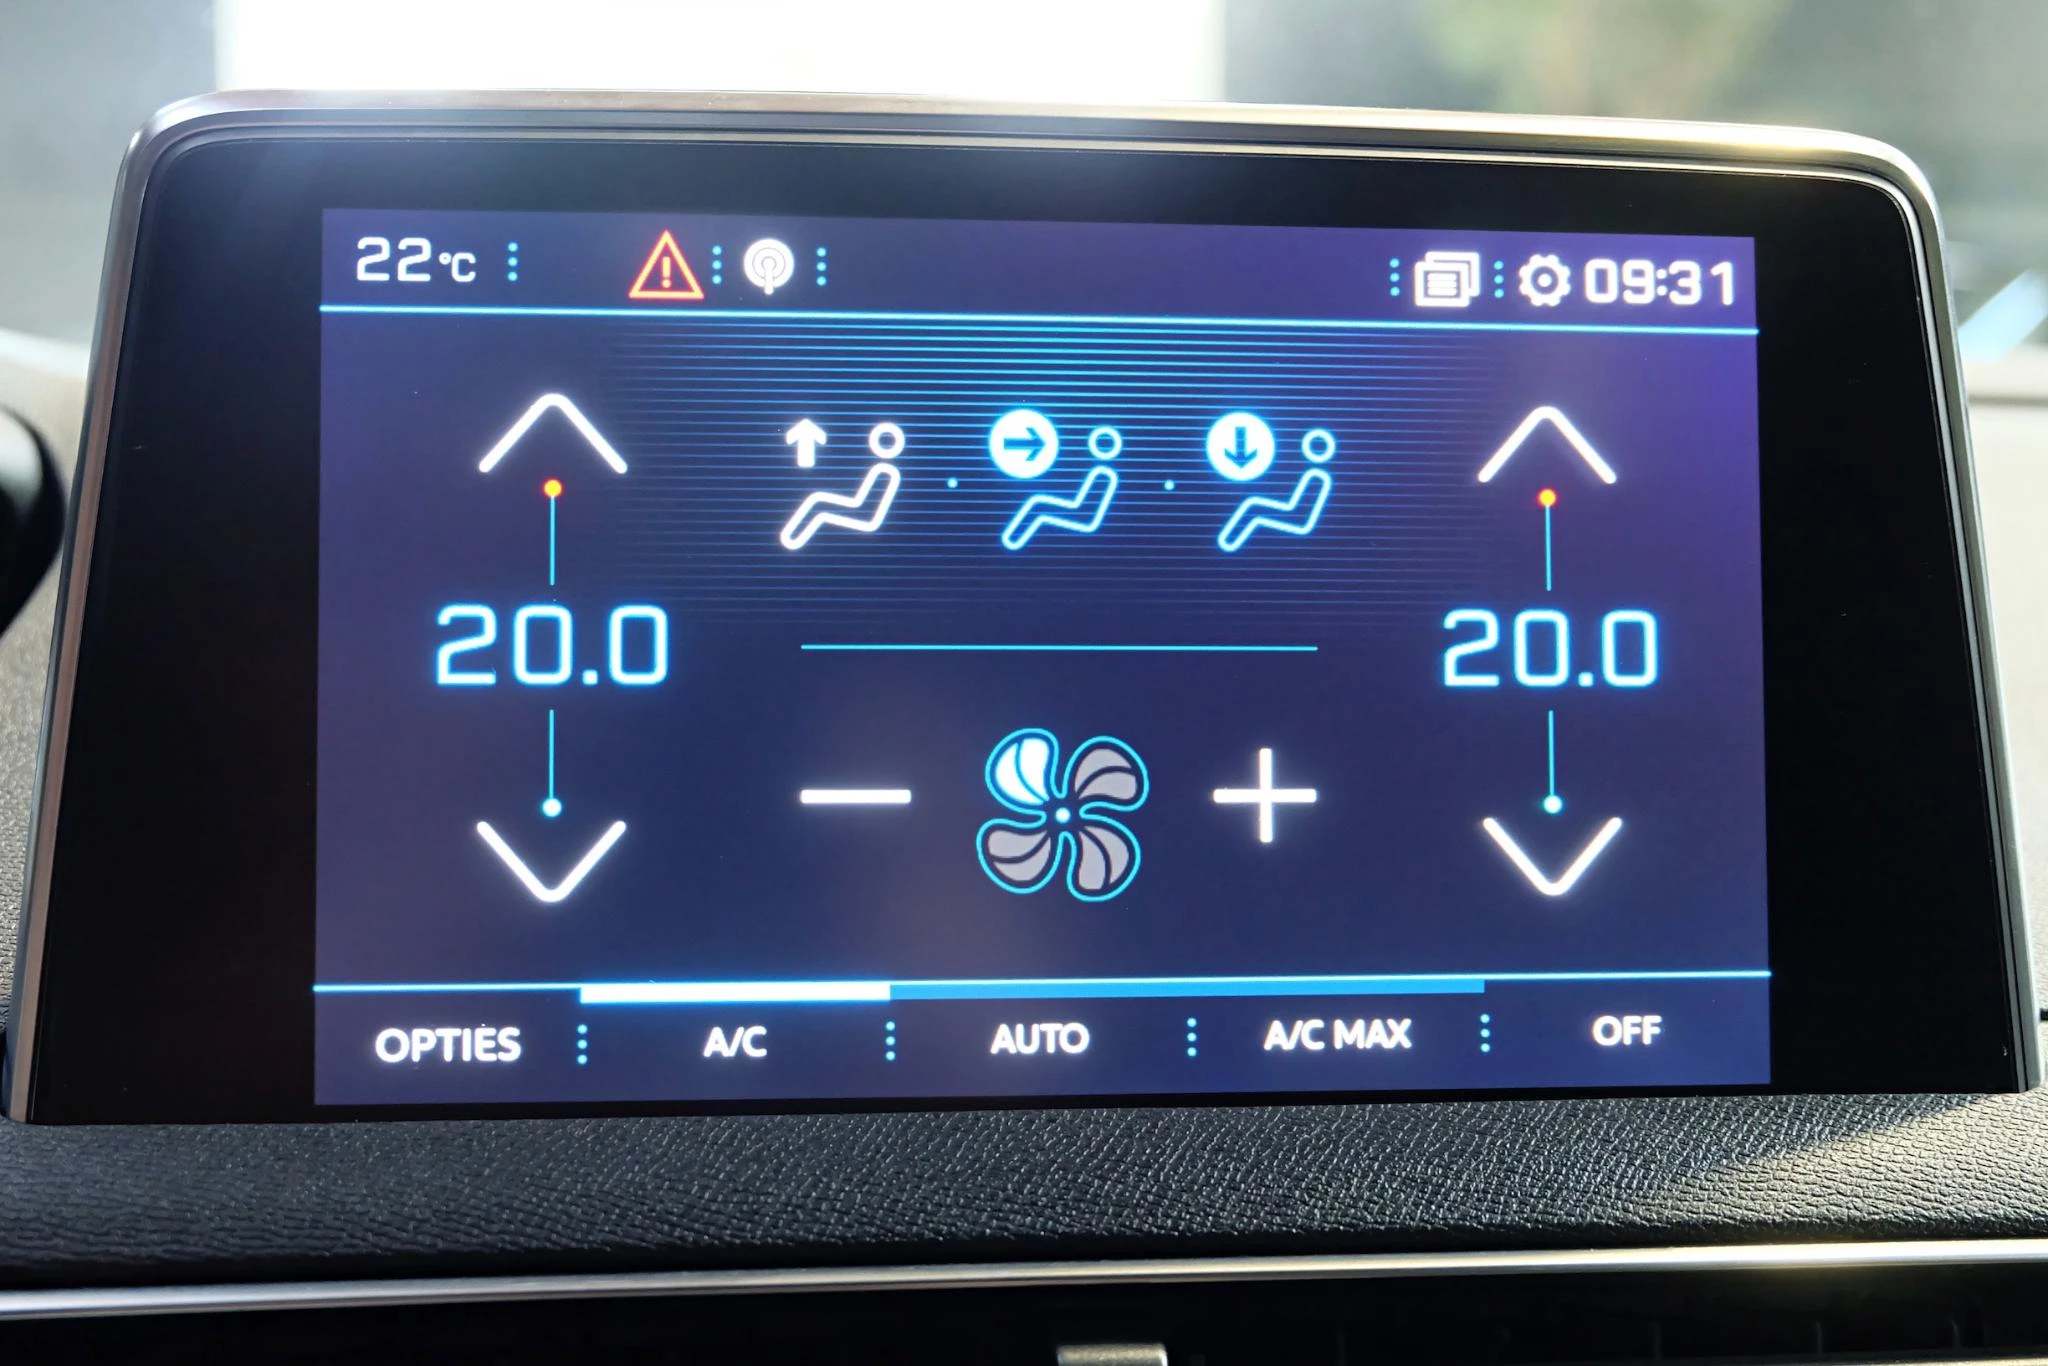 22°C 09:31
20.0 20.0
OPTIES A/C AUTO A/C MAX OFF